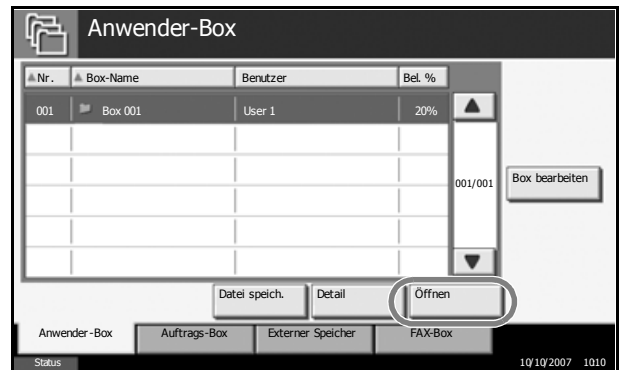 Anwender-Box
Nr. Box-Name Benutzer Bel. %
001 Box 001 User 1 20%
001/001
Box bearbeiten
Datei speich. Detail Öffnen
Anwender-Box Auftrags-Box Externer Speicher FAX-Box
Status 10/10/2007 1010